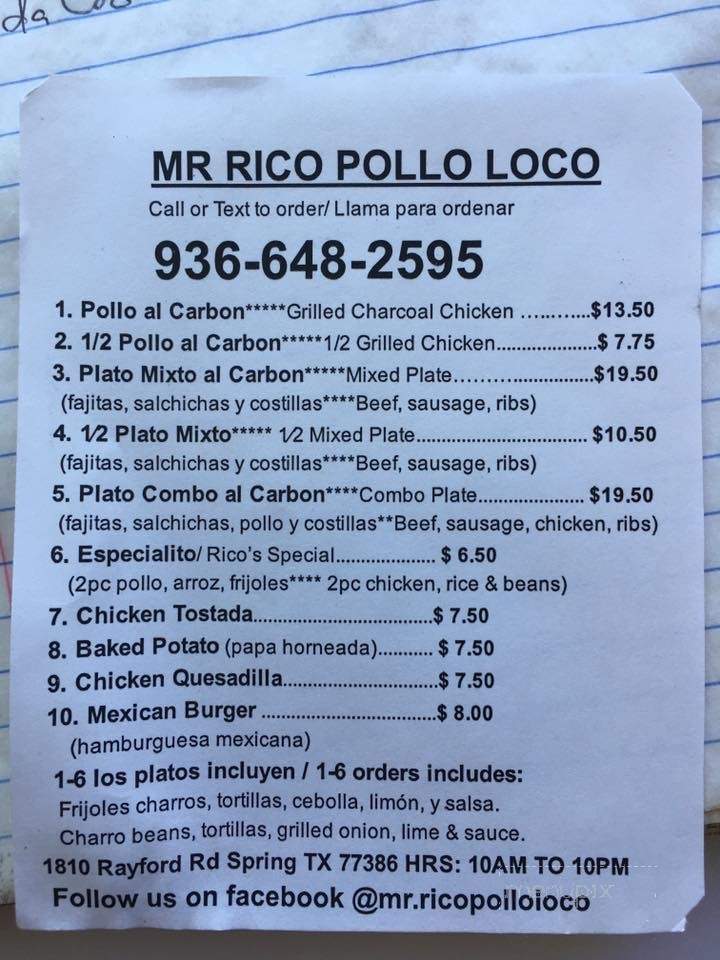 da
MR RICO POLLO LOCO
Call or Text to order/ Llama para ordenar
936-648-2595
1. Pollo al Carbon*****Grilled Charcoal Chicken ...........$13.50
2. 1/2 Pollo al Carbon*****1/2 Grilled Chicken...............$ 7.75
3. Plato Mixto al Carbon*****Mixed Plate.........................$19.50
(fajitas, salchichas y costillas****Beef, sausage, ribs)
4. 1/2 Plato Mixto***** 1/2 Mixed Plate................................ $10.50
(fajitas, salchichas y costillas****Beef, sausage, ribs)
5. Plato Combo al Carbon****Combo Plate.................... $19.50
(fajitas, salchichas, pollo y costillas**Beef, sausage, chicken, ribs)
6. Especialito/ Rico's Special................... $ 6.50
(2pc pollo, arroz, frijoles**** 2pc chicken, rice & beans)
7. Chicken Tostada..................................$ 7.50
8. Baked Potato (papa horneada).......... $ 7.50
9. Chicken Quesadilla.............................$ 7.50
10. Mexican Burger .................................$ 8.00
(hamburguesa mexicana)
1-6 los platos incluyen / 1-6 orders includes:
Frijoles charros, tortillas, cebolla, limón, y salsa.
Charro beans, tortillas, grilled onion, lime & sauce.
1810 Rayford Rd Spring TX 77386 HRS: 10AM TO 10PM
menupix
Follow us on facebook @mr.ricopolloloco